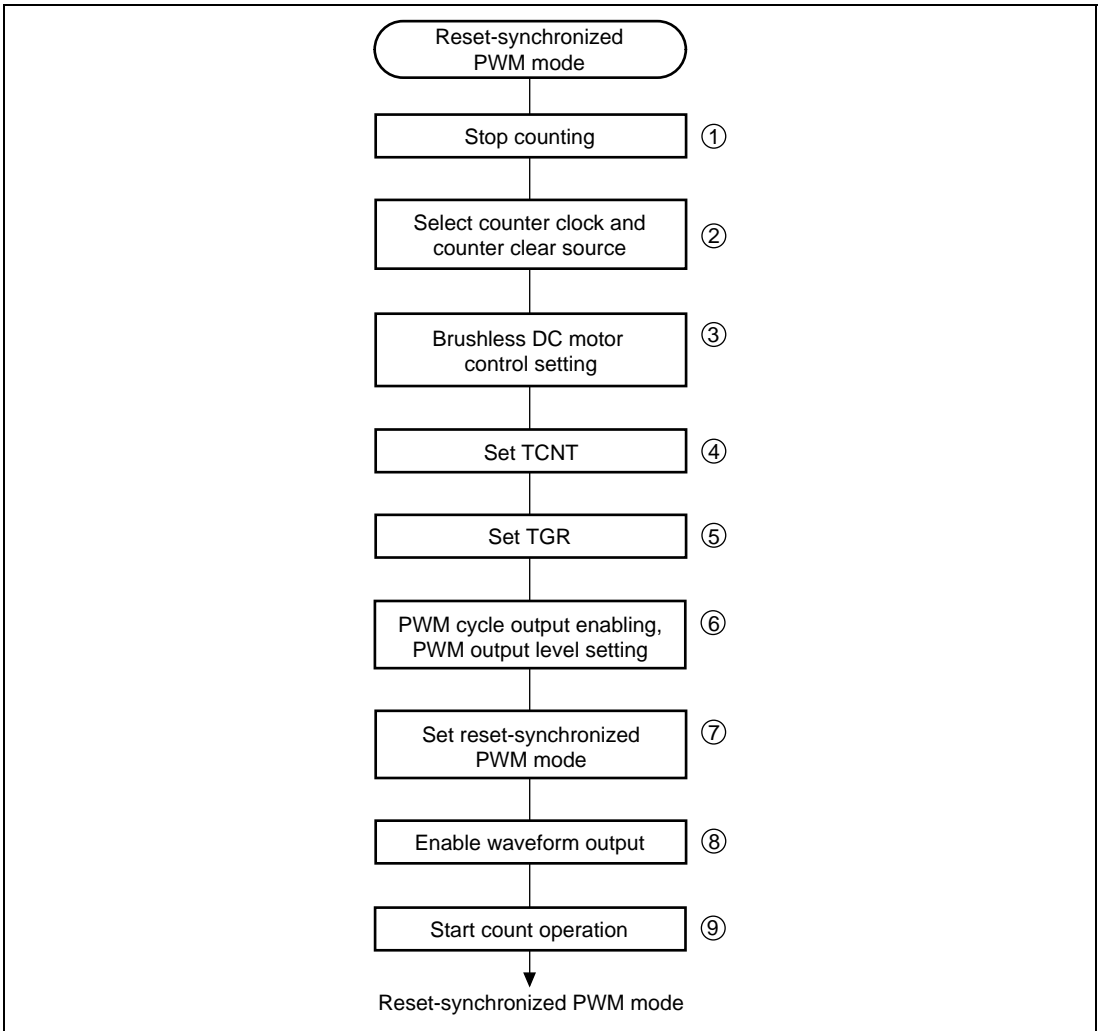 Reset-synchronized
PWM mode
Stop counting
①
Select counter clock and
counter clear source
②
Brushless DC motor
control setting
③
Set TCNT
④
Set TGR
⑤
PWM cycle output enabling,
PWM output level setting
⑥
Set reset-synchronized
PWM mode
⑦
Enable waveform output
⑧
Start count operation
⑨
Reset-synchronized PWM mode